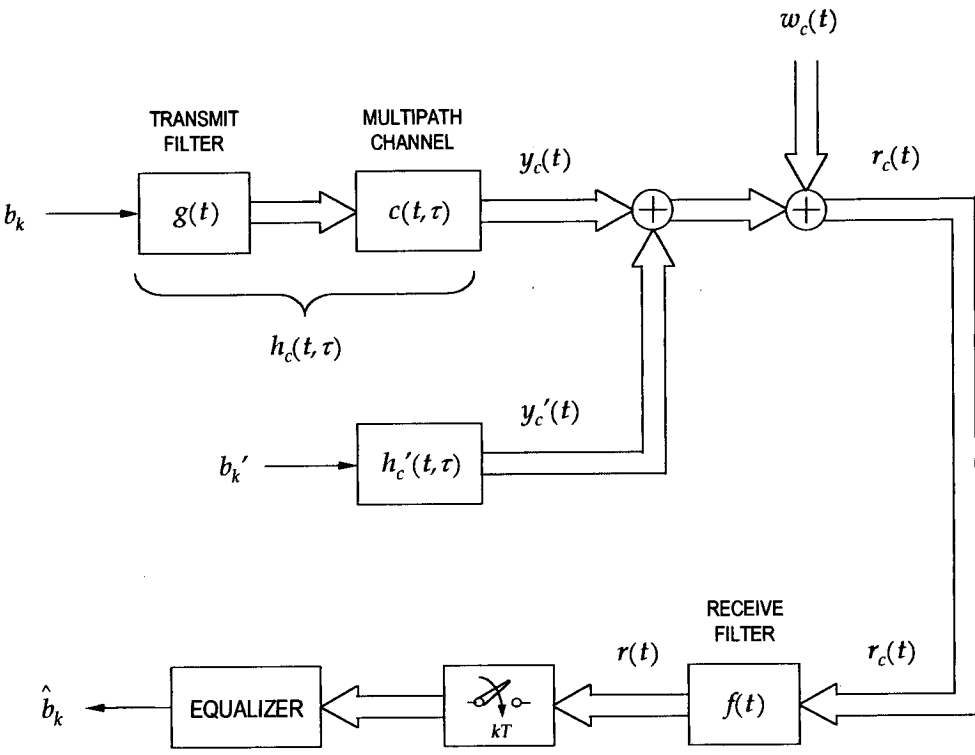 w_c(t)
TRANSMIT
FILTER
MULTIPATH
CHANNEL
y_c(t)
r_c(t)
b_k
g(t)
c(t,τ)
h_c(t,τ)
y_c′(t)
b_k′
h_c′(t,τ)
RECEIVE
FILTER
r(t)
r_c(t)
b̂_k
EQUALIZER
kT
f(t)